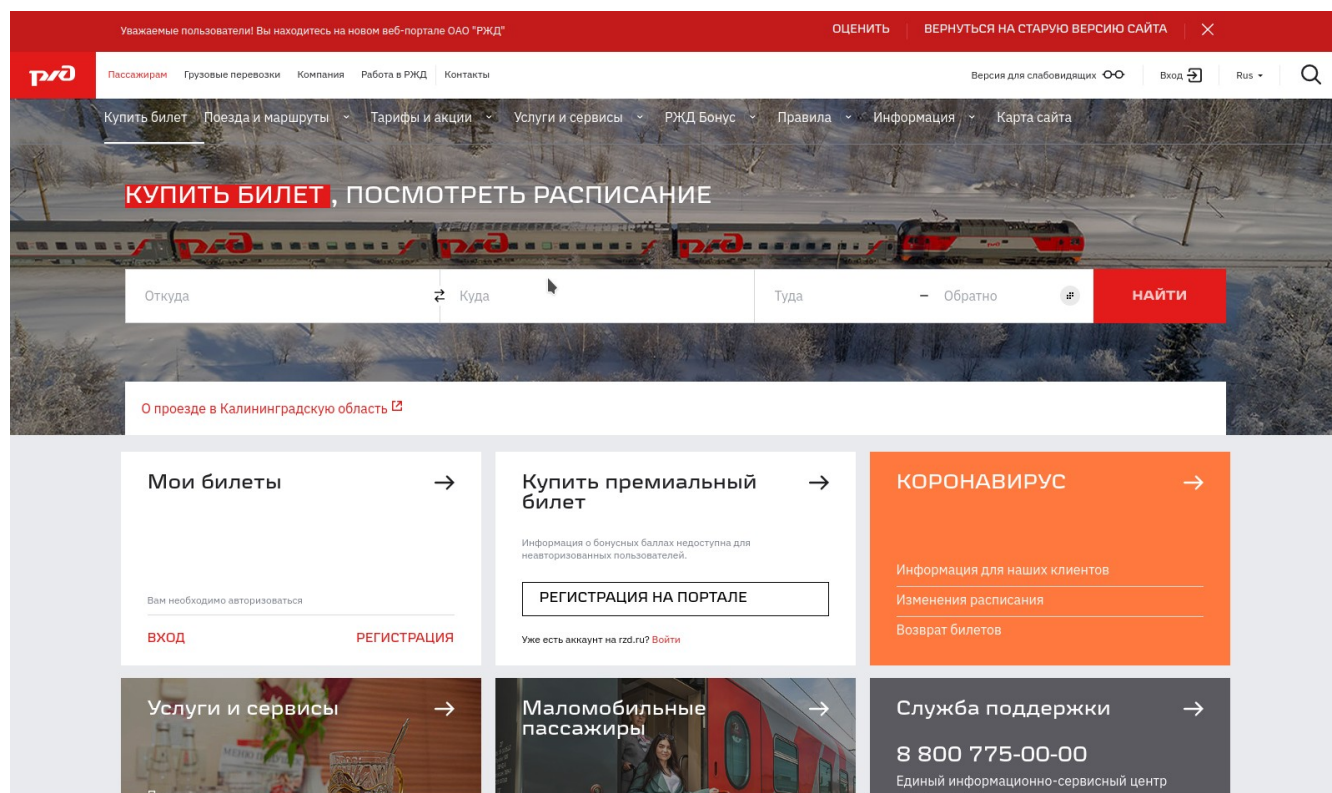 Уважаемые пользователи! Вы находитесь на новом веб-портале ОАО "РЖД"
ОЦЕНИТЬ
ВЕРНУТЬСЯ НА СТАРУЮ ВЕРСИЮ САЙТА
РЖД
Пассажирам
Грузовые перевозки
Компания
Работа в РЖД
Контакты
Версия для слабовидящих
Вход
Rus
Купить билет
Поезда и маршруты
Тарифы и акции
Услуги и сервисы
РЖД Бонус
Правила
Информация
Карта сайта
КУПИТЬ БИЛЕТ, ПОСМОТРЕТЬ РАСПИСАНИЕ
Откуда
Куда
Туда
– Обратно
НАЙТИ
О проезде в Калининградскую область
Мои билеты
Вам необходимо авторизоваться
ВХОД
РЕГИСТРАЦИЯ
Купить премиальный
билет
Информация о бонусных баллах недоступна для
неавторизованных пользователей.
РЕГИСТРАЦИЯ НА ПОРТАЛЕ
Уже есть аккаунт на rzd.ru? Войти
КОРОНАВИРУС
Информация для наших клиентов
Изменения расписания
Возврат билетов
Услуги и сервисы
Маломобильные
пассажиры
Служба поддержки
8 800 775-00-00
Единый информационно-сервисный центр